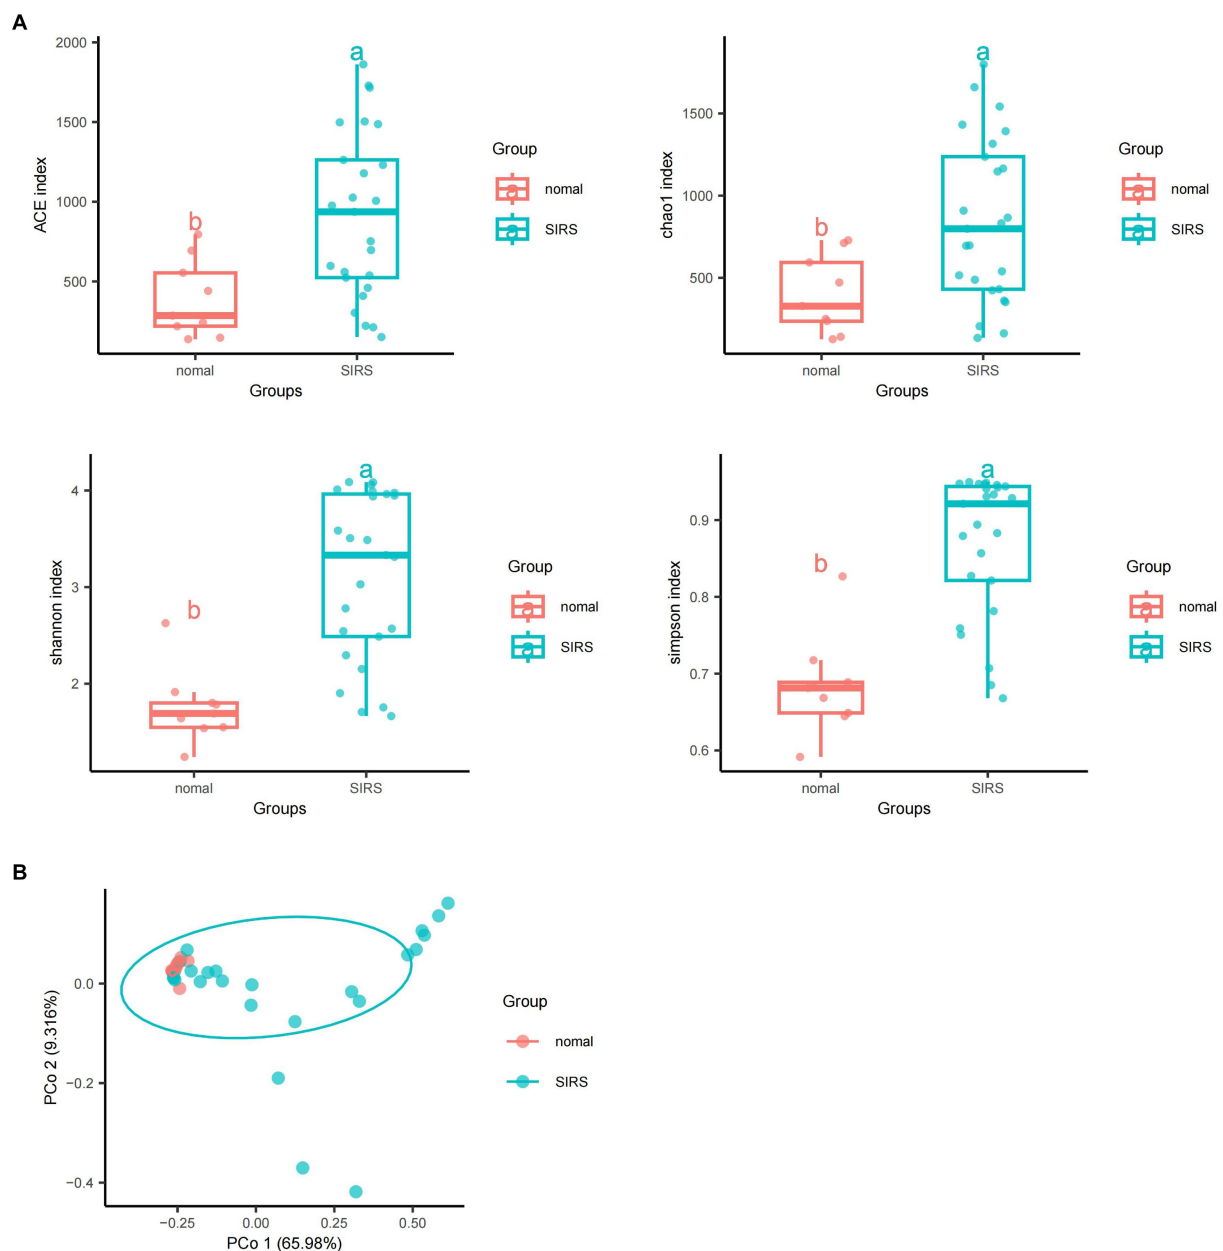 A
ACE index
2000
1500
1000
500
b
a
nomal
SIRS
Groups
Group
a
nomal
a
SIRS
chao1 index
1500
1000
500
b
a
nomal
SIRS
Groups
Group
a
nomal
a
SIRS
shannon index
4
3
2
b
a
nomal
SIRS
Groups
Group
a
nomal
a
SIRS
simpson index
0.9
0.8
0.7
0.6
b
a
nomal
SIRS
Groups
Group
a
nomal
a
SIRS
B
PCo 2 (9.316%)
0.0
−0.2
−0.4
−0.25
0.00
0.25
0.50
PCo 1 (65.98%)
Group
nomal
SIRS